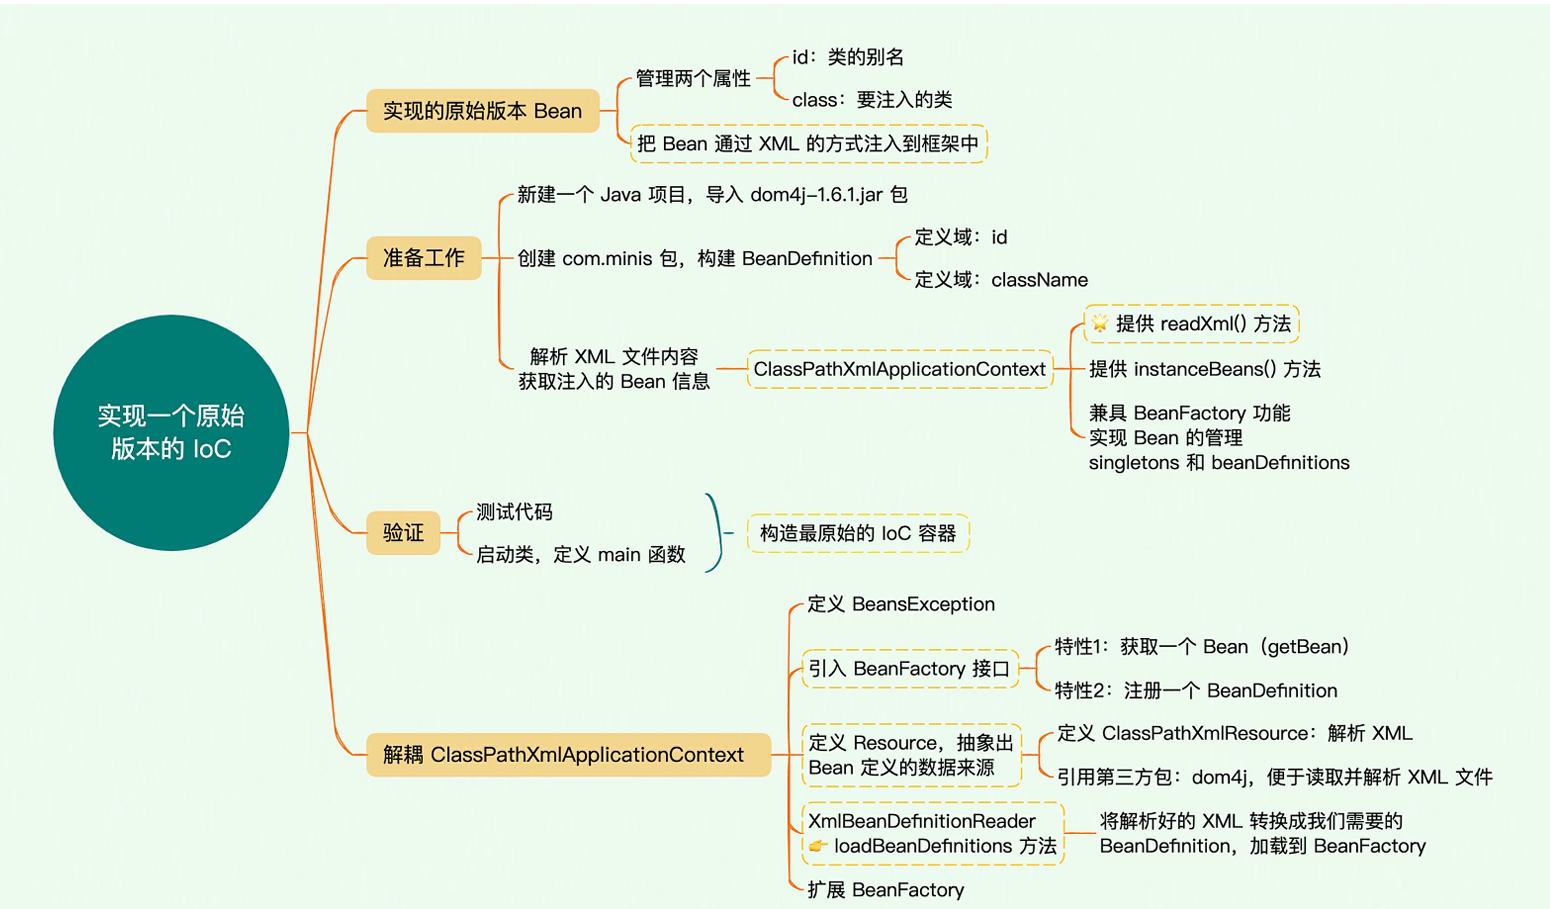 实现一个原始
版本的 IoC
实现的原始版本 Bean
管理两个属性
id：类的别名
class：要注入的类
把 Bean 通过 XML 的方式注入到框架中
准备工作
新建一个 Java 项目，导入 dom4j-1.6.1.jar 包
创建 com.minis 包，构建 BeanDefinition
定义域：id
定义域：className
解析 XML 文件内容
获取注入的 Bean 信息
ClassPathXmlApplicationContext
🌟 提供 readXml() 方法
提供 instanceBeans() 方法
兼具 BeanFactory 功能
实现 Bean 的管理
singletons 和 beanDefinitions
验证
测试代码
启动类，定义 main 函数
构造最原始的 IoC 容器
解耦 ClassPathXmlApplicationContext
定义 BeansException
引入 BeanFactory 接口
特性1：获取一个 Bean（getBean）
特性2：注册一个 BeanDefinition
定义 Resource，抽象出
Bean 定义的数据来源
定义 ClassPathXmlResource：解析 XML
引用第三方包：dom4j，便于读取并解析 XML 文件
XmlBeanDefinitionReader
👉 loadBeanDefinitions 方法
将解析好的 XML 转换成我们需要的
BeanDefinition，加载到 BeanFactory
扩展 BeanFactory